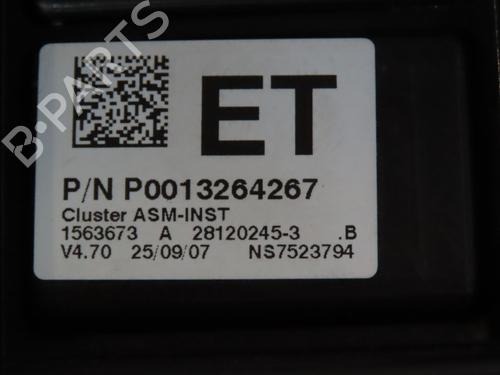 B-PARTS
ET
P/N P0013264267
Cluster ASM-INST
1563673 A 28120245-3 .B
V4.70 25/09/07 NS7523794